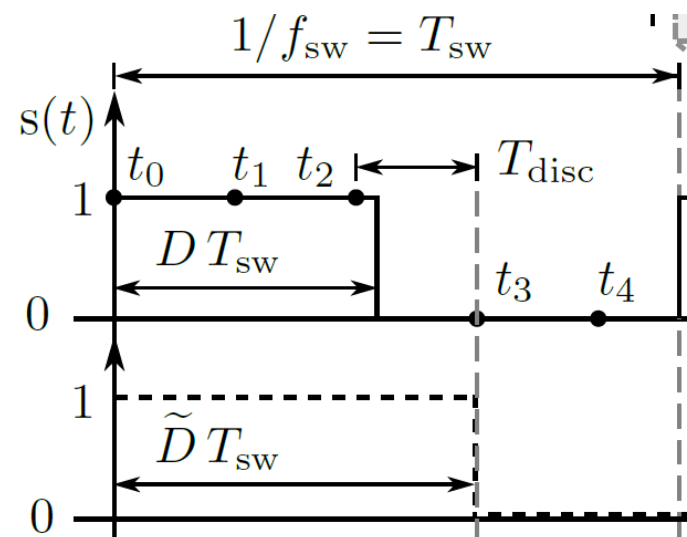 1/f_sw = T_sw
s(t)
t_0 t_1 t_2 T_disc
1
D T_sw
t_3 t_4
0
1
D̃ T_sw
0